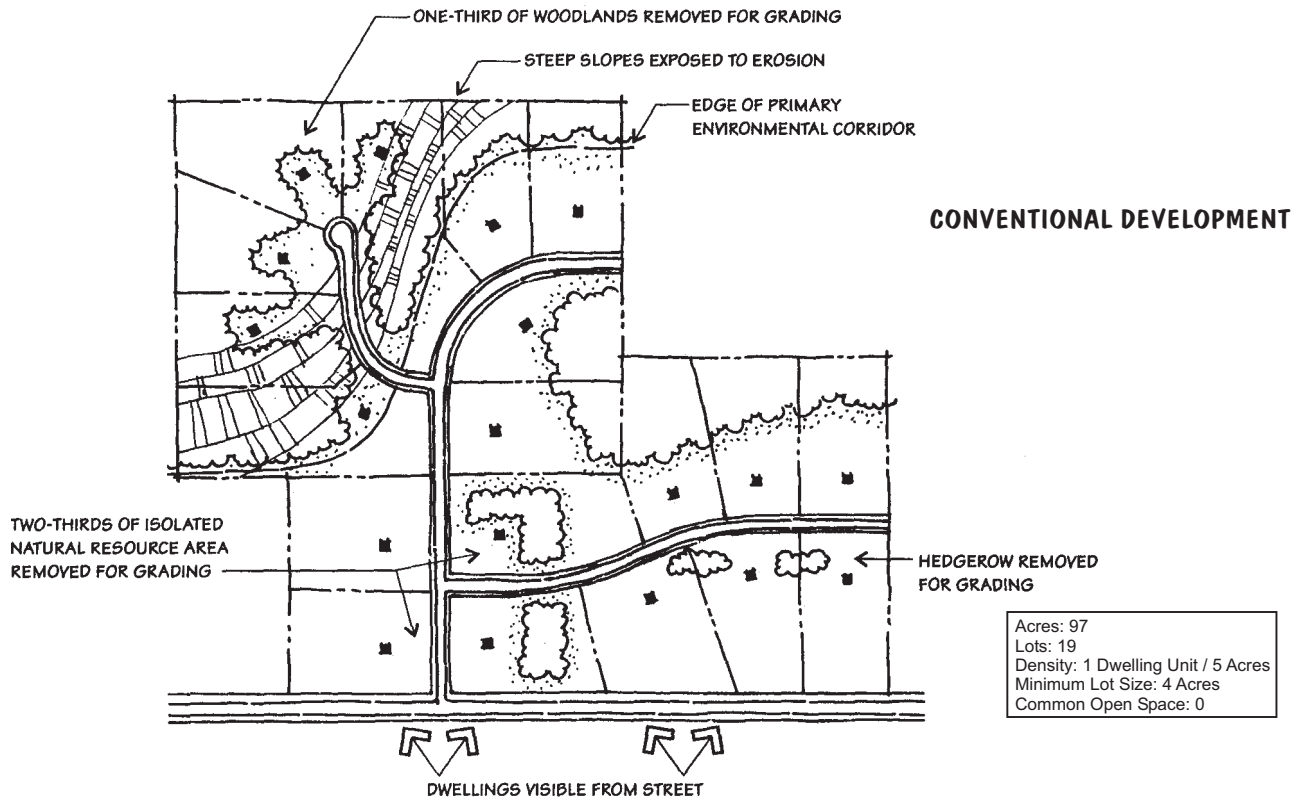 ONE-THIRD OF WOODLANDS REMOVED FOR GRADING
STEEP SLOPES EXPOSED TO EROSION
EDGE OF PRIMARY
ENVIRONMENTAL CORRIDOR
CONVENTIONAL DEVELOPMENT
TWO-THIRDS OF ISOLATED
NATURAL RESOURCE AREA
REMOVED FOR GRADING
HEDGEROW REMOVED
FOR GRADING
Acres: 97
Lots: 19
Density: 1 Dwelling Unit / 5 Acres
Minimum Lot Size: 4 Acres
Common Open Space: 0
DWELLINGS VISIBLE FROM STREET